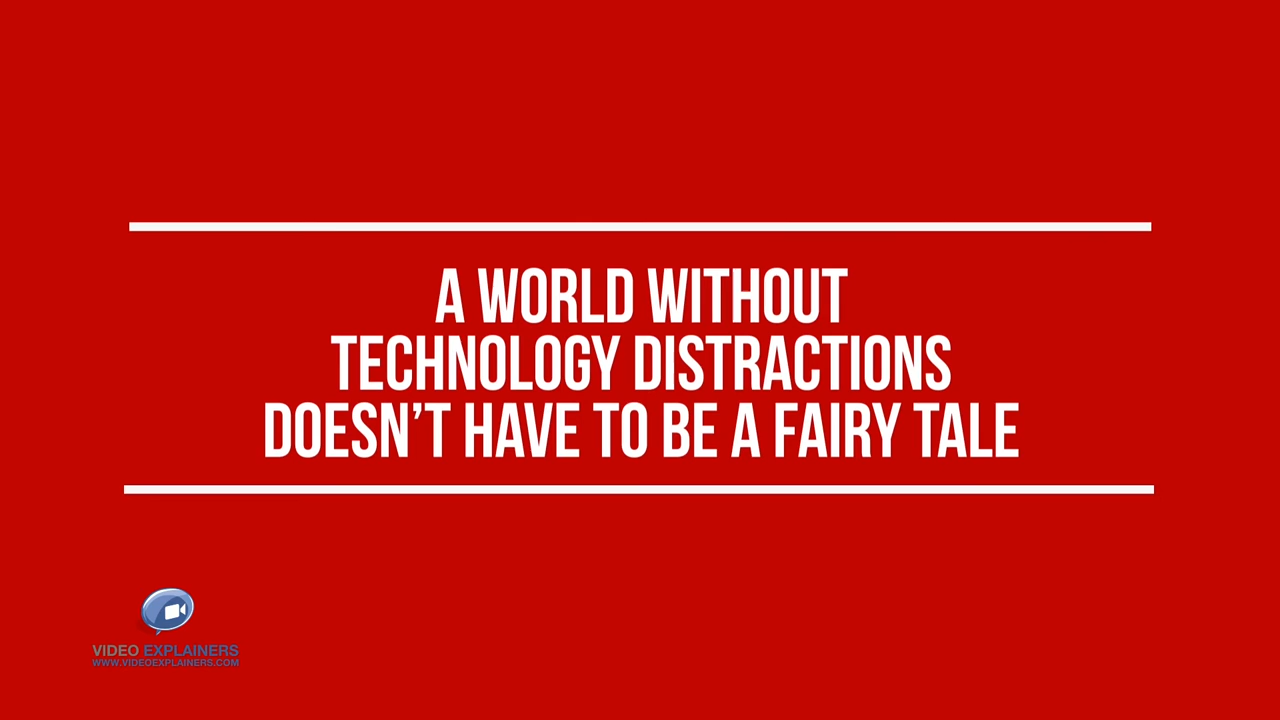 A WORLD WITHOUT
TECHNOLOGY DISTRACTIONS
DOESN’T HAVE TO BE A FAIRY TALE
VIDEO EXPLAINERS
WWW.VIDEOEXPLAINERS.COM